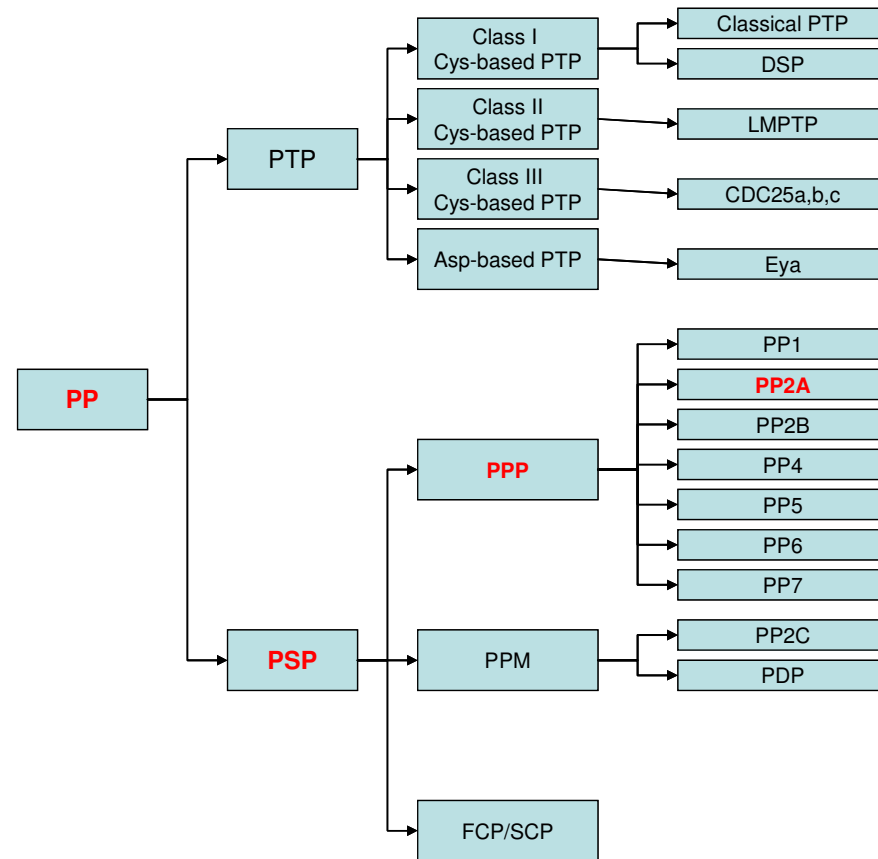 Classical PTP
Class I
Cys-based PTP
DSP
Class II
Cys-based PTP
LMPTP
PTP
Class III
Cys-based PTP
CDC25a,b,c
Asp-based PTP
Eya
PP1
PP
PP2A
PP2B
PPP
PP4
PP5
PP6
PP7
PP2C
PSP
PPM
PDP
FCP/SCP